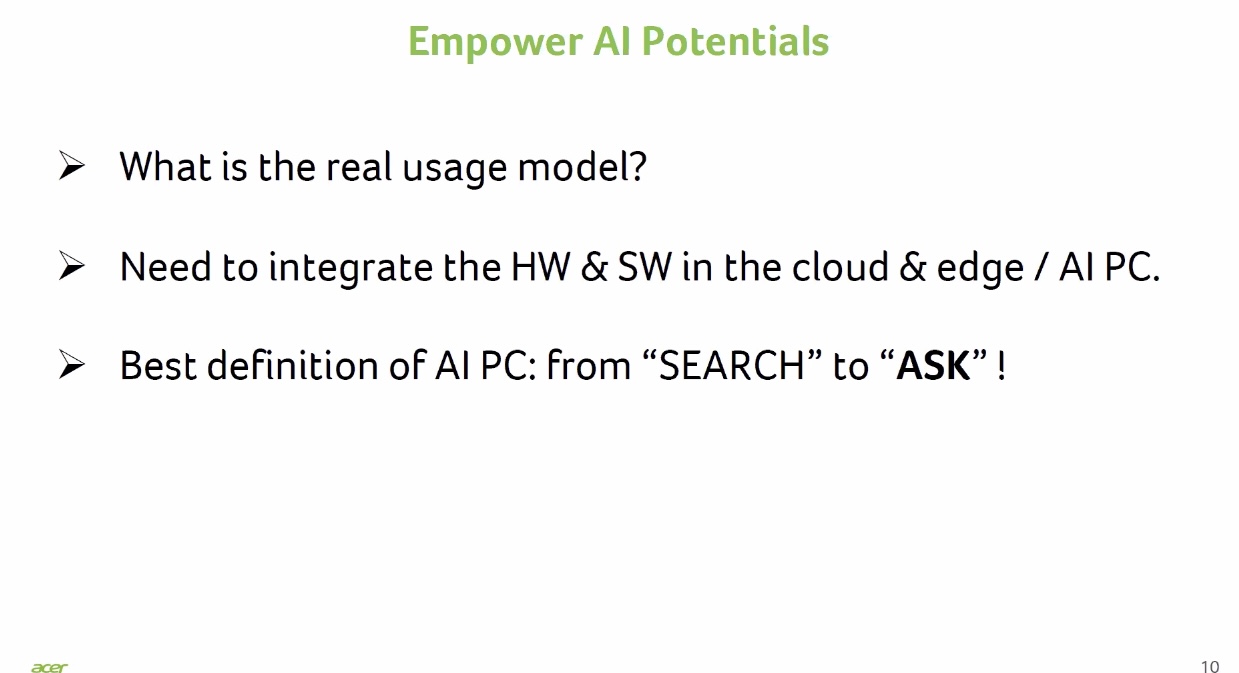 Empower AI Potentials
What is the real usage model?
Need to integrate the HW & SW in the cloud & edge / AI PC.
Best definition of AI PC: from “SEARCH” to “ASK” !
acer
10